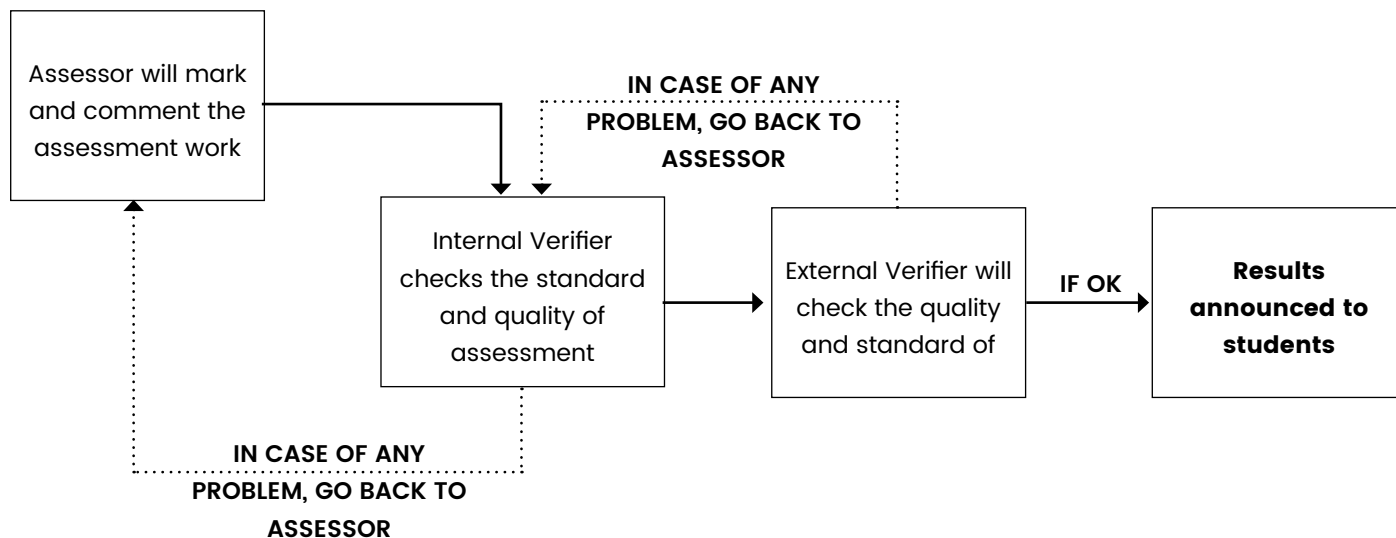 Assessor will mark
and comment the
assessment work
IN CASE OF ANY
PROBLEM, GO BACK TO
ASSESSOR
Internal Verifier
checks the standard
and quality of
assessment
External Verifier will
check the quality
and standard of
IF OK
Results
announced to
students
IN CASE OF ANY
PROBLEM, GO BACK TO
ASSESSOR